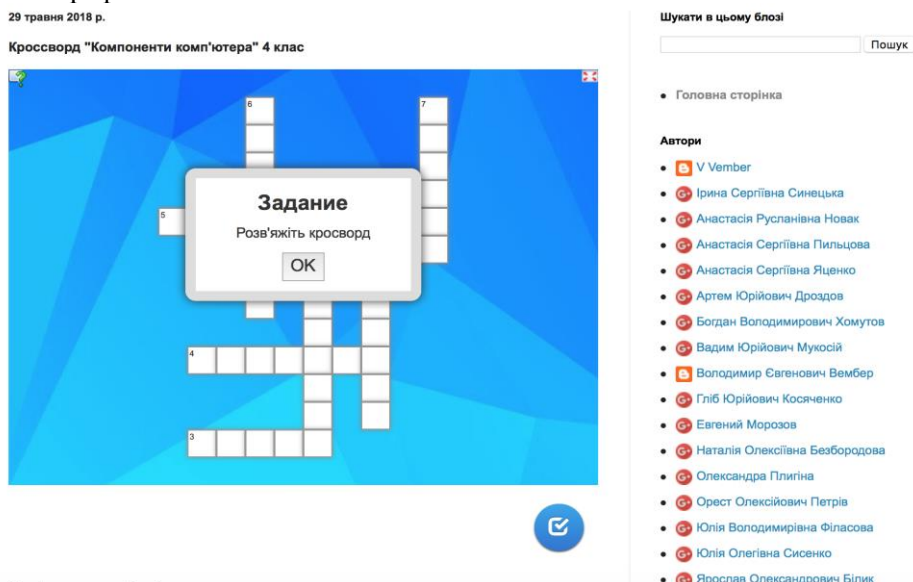 29 травня 2018 р.
Кроссворд "Компоненти комп'ютера" 4 клас
6
7
5
Задание
Розв'яжіть кросворд
OK
4
3
Шукати в цьому блозі
Пошук
Головна сторінка
Автори
V Vember
Ірина Сергіївна Синецька
Анастасія Русланівна Новак
Анастасія Сергіївна Пильцова
Анастасія Сергіївна Яценко
Артем Юрійович Дроздов
Богдан Володимирович Хомутов
Вадим Юрійович Мукосій
Володимир Євгенович Вембер
Гліб Юрійович Косяченко
Евгений Морозов
Наталія Олексіївна Безбородова
Олександра Плигіна
Орест Олексійович Петрів
Юлія Володимирівна Філасова
Юлія Олегівна Сисенко
Ярослав Олександрович Білик